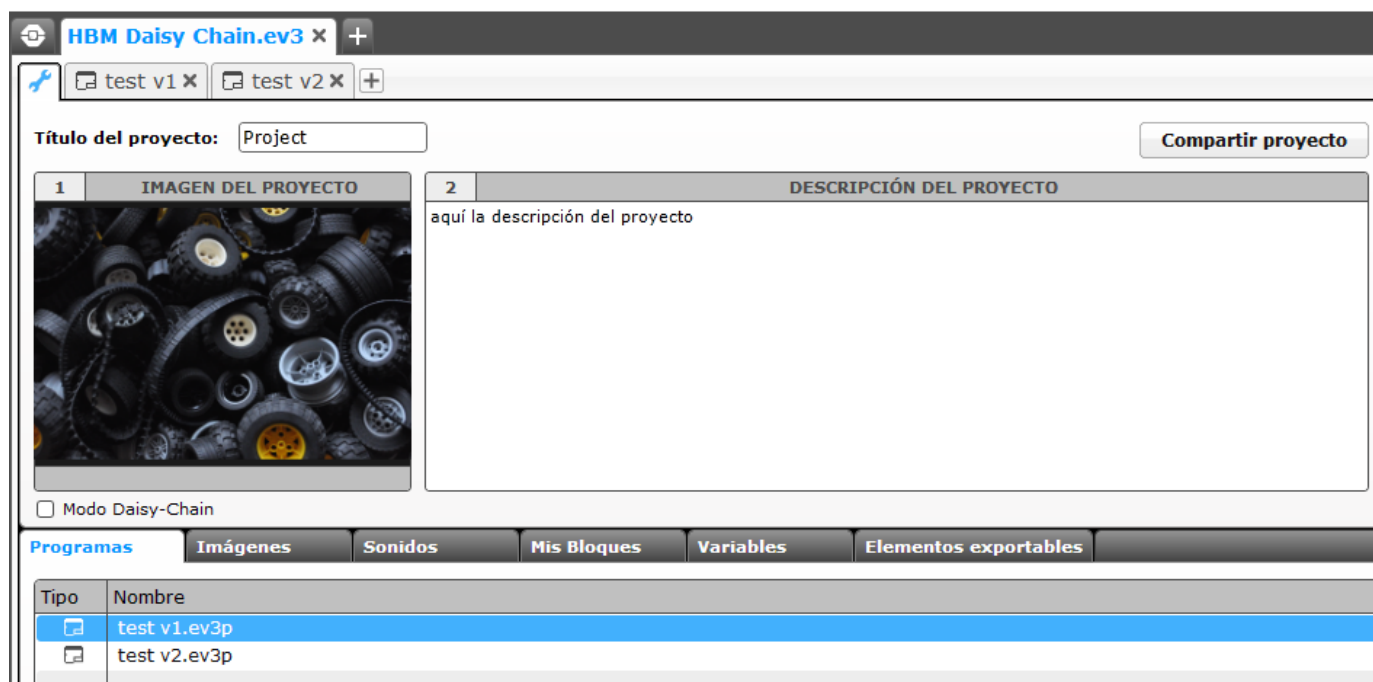 HBM Daisy Chain.ev3
test v1 test v2
Título del proyecto: Project Compartir proyecto
1 IMAGEN DEL PROYECTO 2 DESCRIPCIÓN DEL PROYECTO
aquí la descripción del proyecto
Modo Daisy-Chain
Programas Imágenes Sonidos Mis Bloques Variables Elementos exportables
Tipo Nombre
test v1.ev3p
test v2.ev3p